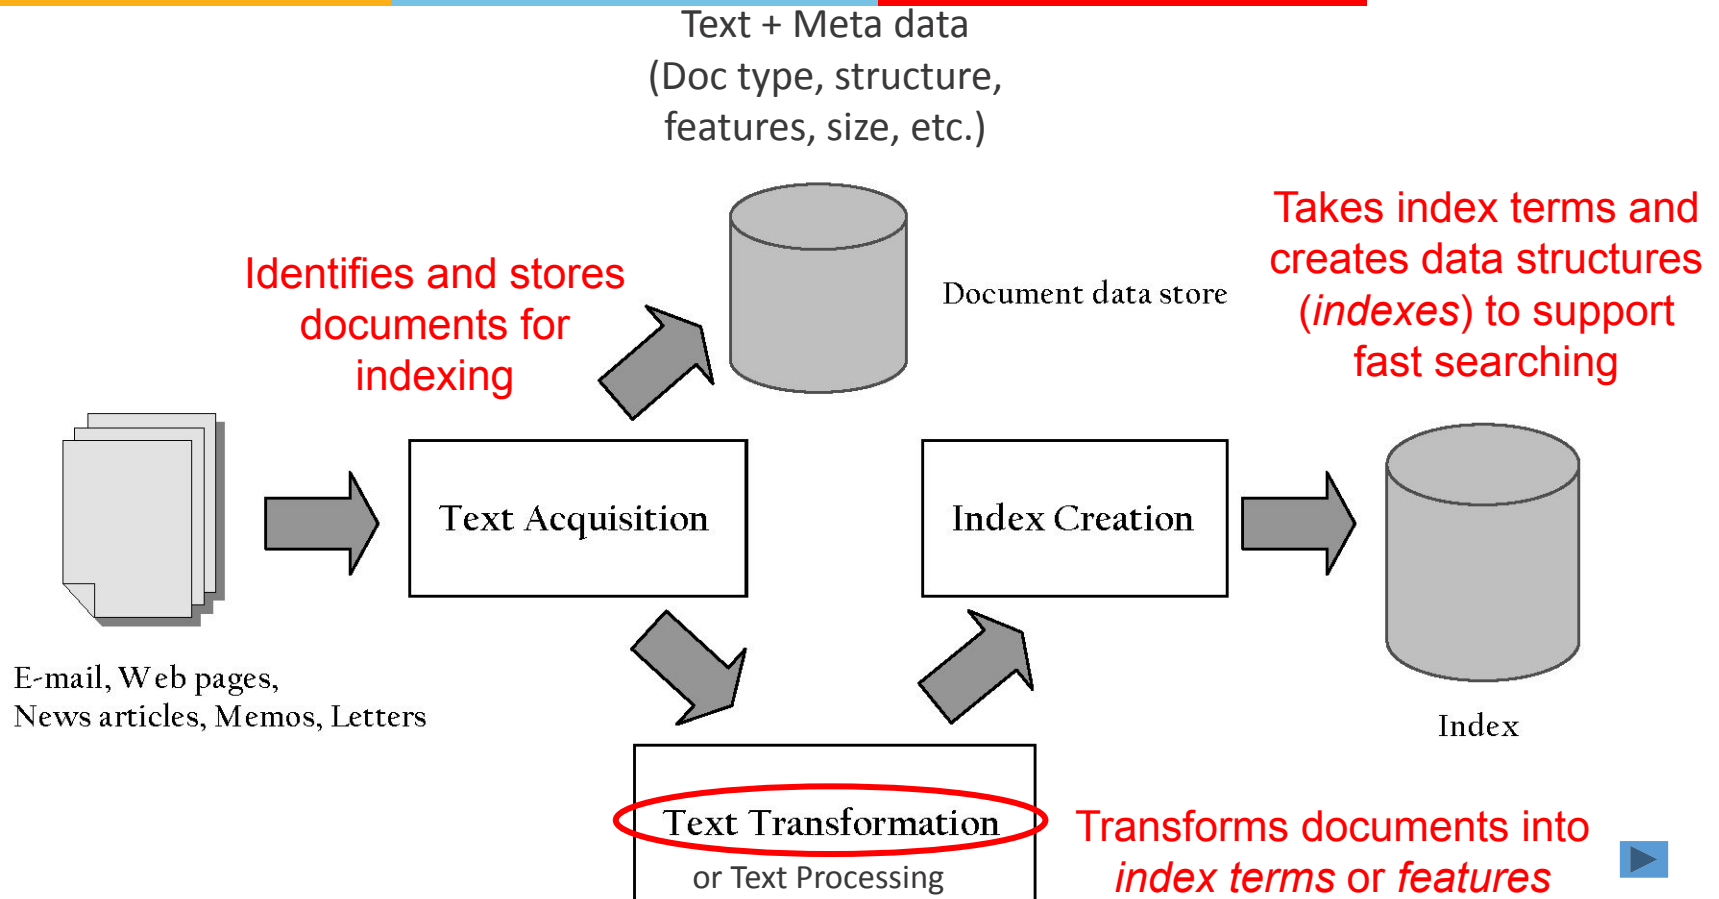 Text + Meta data
(Doc type, structure,
features, size, etc.)
Identifies and stores
documents for
indexing
Document data store
Takes index terms and
creates data structures
(indexes) to support
fast searching
Text Acquisition
Index Creation
E-mail, Web pages,
News articles, Memos, Letters
Index
Text Transformation
or Text Processing
Transforms documents into
index terms or features